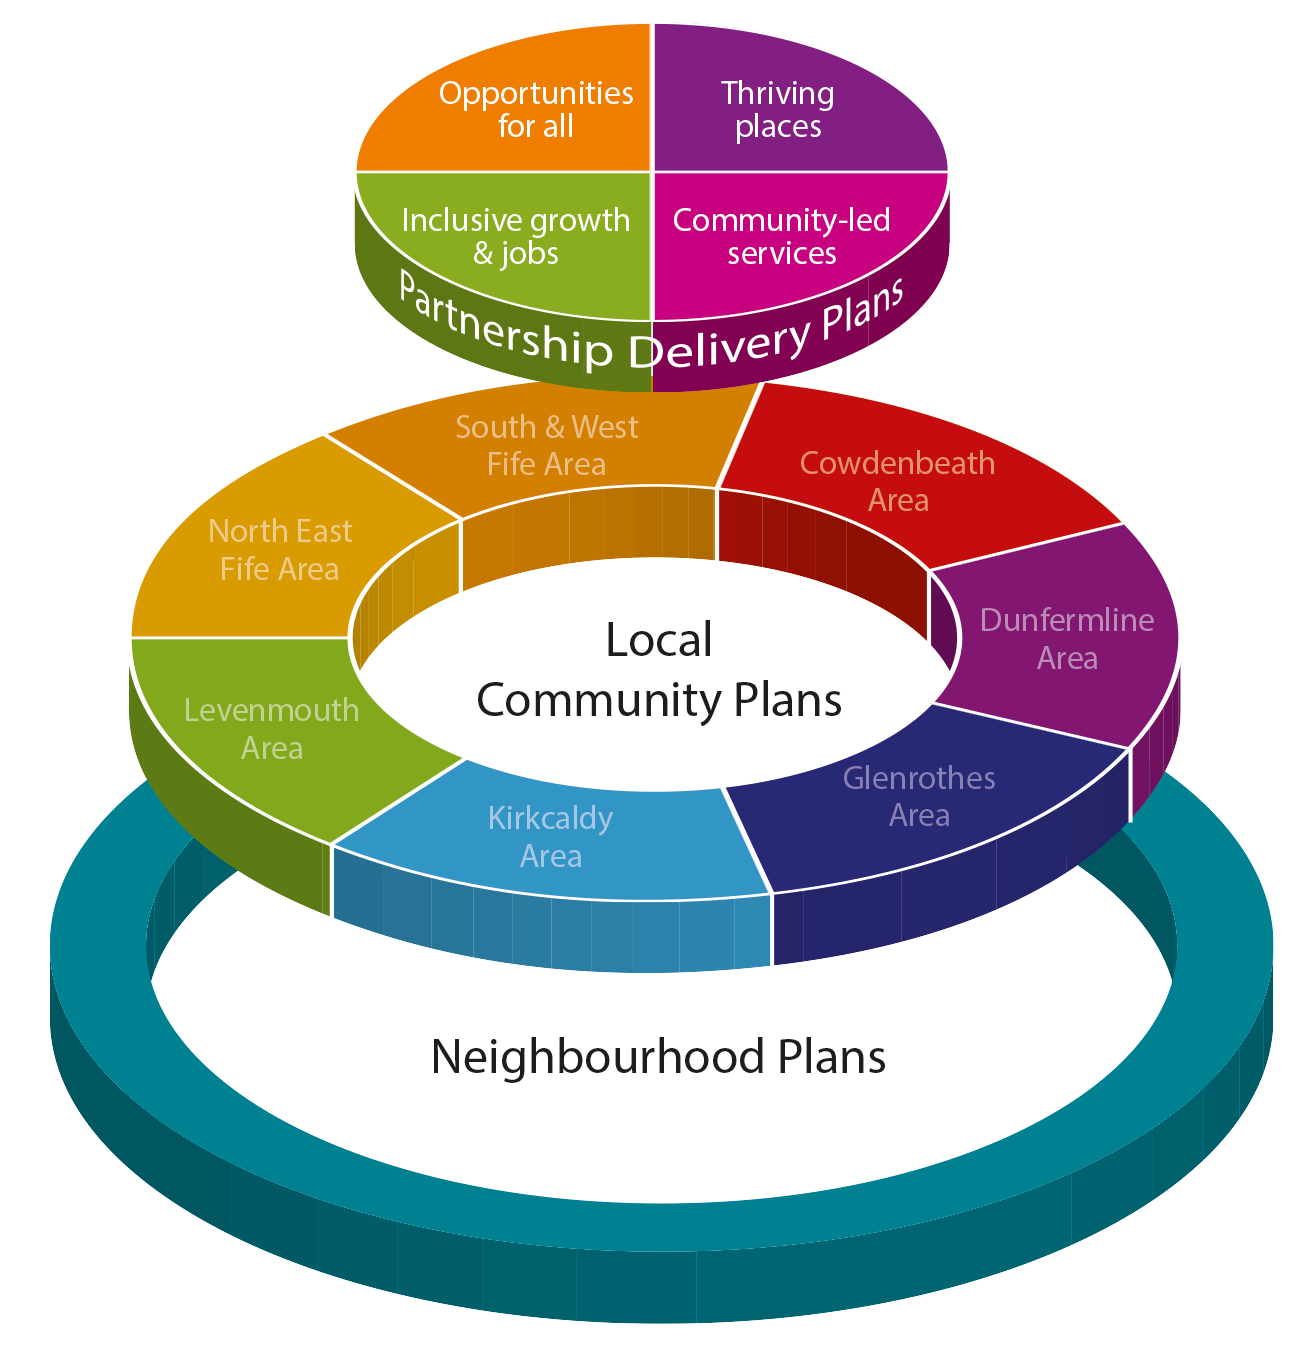 Opportunities
for all
Thriving
places
Inclusive growth
& jobs
Community-led
services
Partnership Delivery Plans
South & West
Fife Area
Cowdenbeath
Area
North East
Fife Area
Dunfermline
Area
Local
Community Plans
Levenmouth
Area
Glenrothes
Area
Kirkcaldy
Area
Neighbourhood Plans